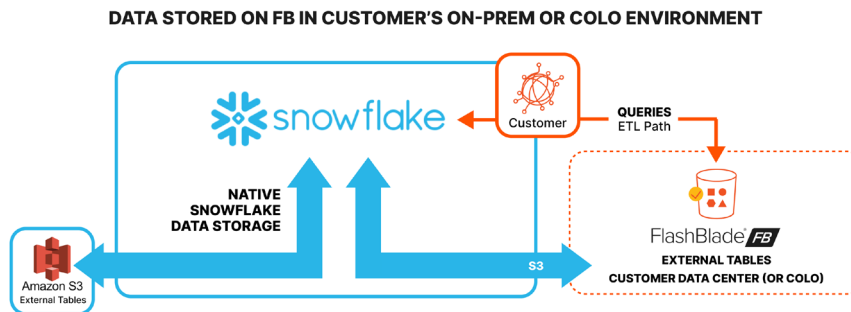 DATA STORED ON FB IN CUSTOMER'S ON-PREM OR COLO ENVIRONMENT
snowflake
Customer
QUERIES
ETL Path
NATIVE
SNOWFLAKE
DATA STORAGE
Amazon S3
External Tables
S3
FlashBlade FB
EXTERNAL TABLES
CUSTOMER DATA CENTER (OR COLO)